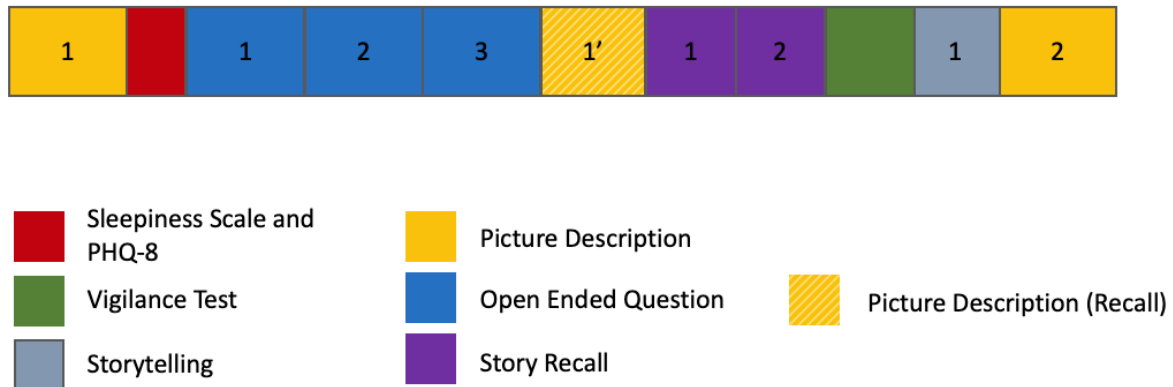 1 1 2 3 1’ 1 2 1 2
Sleepiness Scale and
PHQ-8
Picture Description
Vigilance Test
Open Ended Question
Picture Description (Recall)
Storytelling
Story Recall